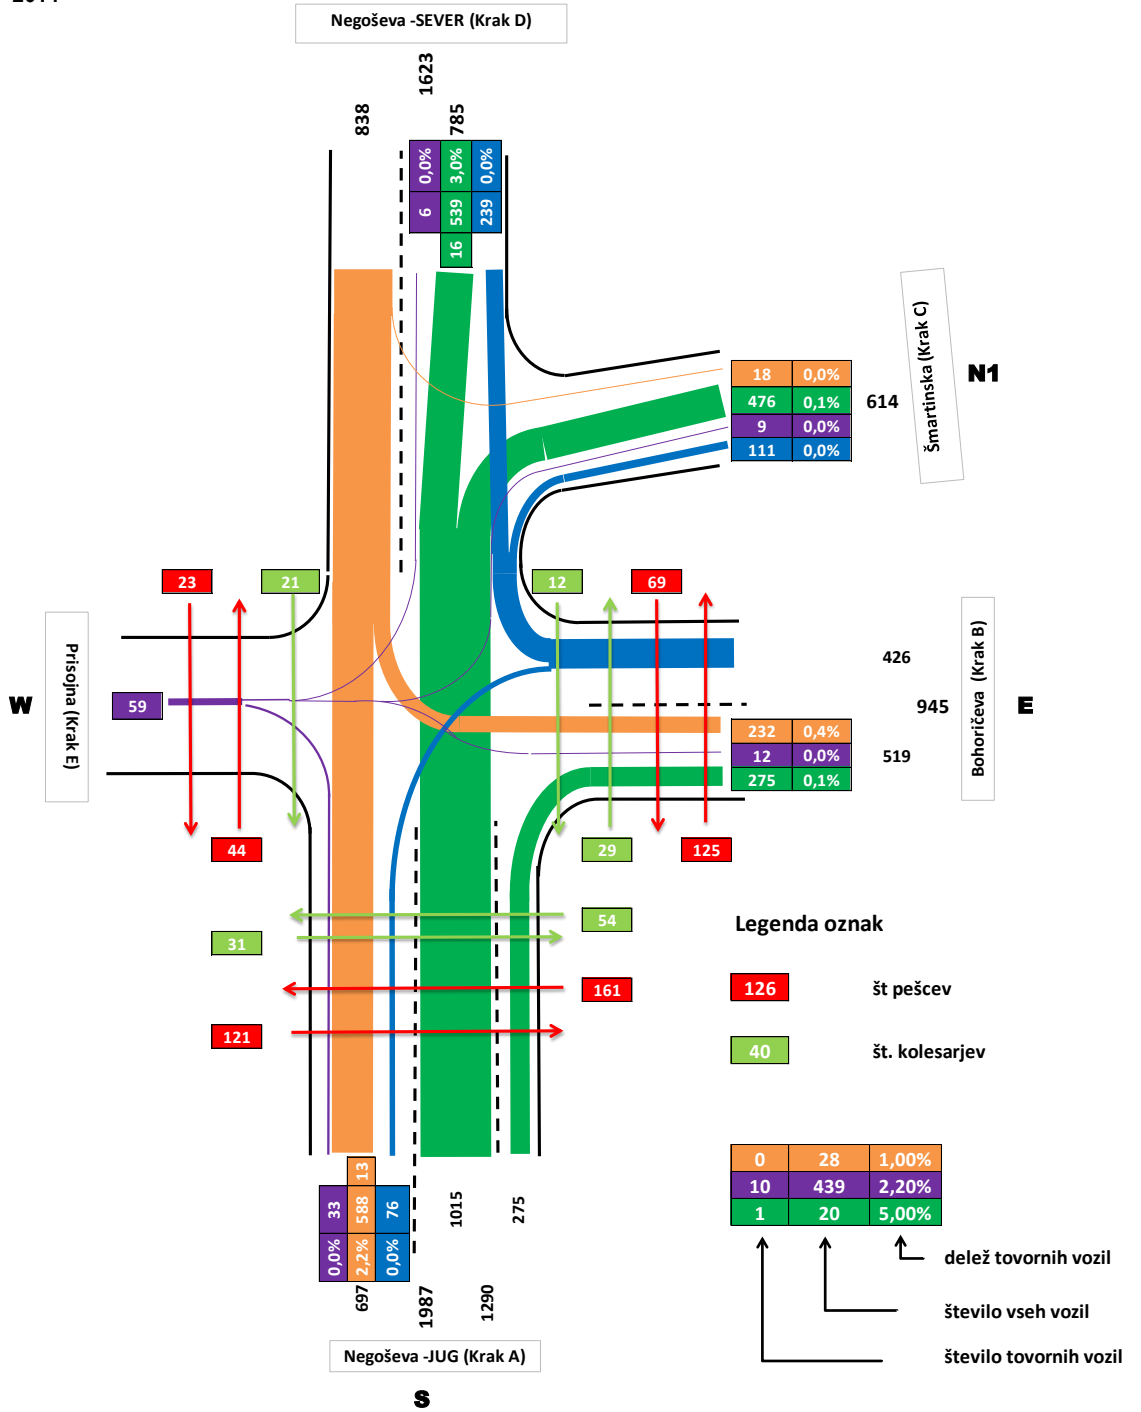 Negoševa -SEVER (Krak D)
1623
838
785
0,0%
3,0%
0,0%
6
539
239
16
Šmartinska (Krak C)
N1
18 0,0%
476 0,1%
9 0,0%
111 0,0%
614
23
21
12
69
W
Prisojna (Krak E)
59
426
945
519
Bohoričeva (Krak B)
E
232 0,4%
12 0,0%
275 0,1%
44
29
125
54
31
161
121
Legenda oznak
126 št pešcev
40 št. kolesarjev
0 28 1,00%
10 439 2,20%
1 20 5,00%
delež tovornih vozil
število vseh vozil
število tovornih vozil
13
33
588
76
1015
275
0,0%
2,2%
0,0%
697
1987
1290
Negoševa -JUG (Krak A)
S